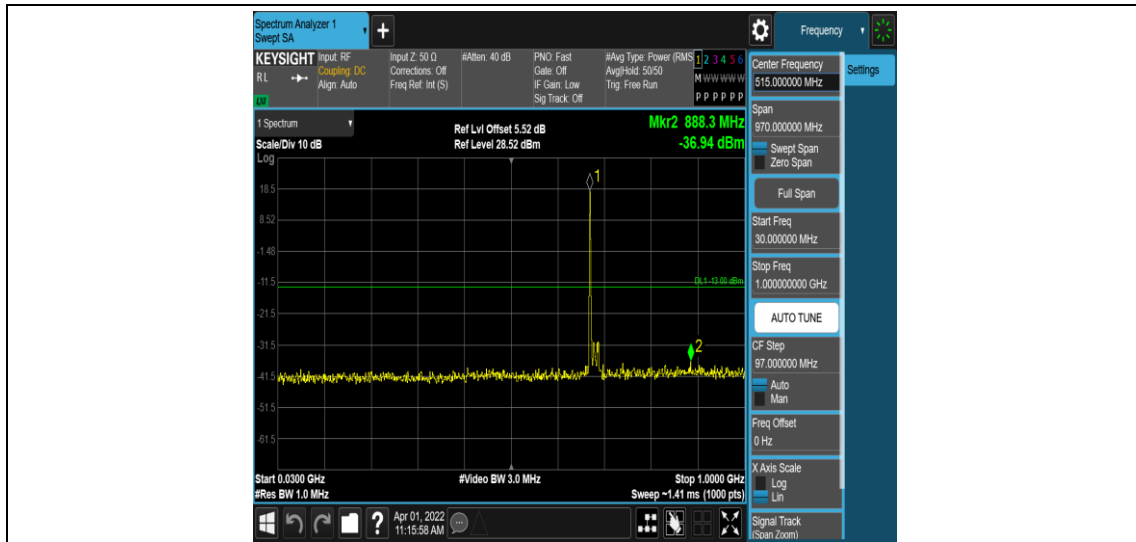 Spectrum Analyzer 1
Swept SA
+
Frequency
KEYSIGHT
RL
LXI
Input: RF
Coupling: DC
Align: Auto
Input Z: 50 Ω
Corrections: Off
Freq Ref: Int (S)
#Atten: 40 dB
PNO: Fast
Gate: Off
IF Gain: Low
Sig Track: Off
#Avg Type: Power (RMS
Avg|Hold: 50/50
Trig: Free Run
1 2 3 4 5 6
M W W W W W
P P P P P P
1 Spectrum
Scale/Div 10 dB
Ref Lvl Offset 5.52 dB
Ref Level 28.52 dBm
Mkr2 888.3 MHz
-36.94 dBm
Log
18.5
8.52
-1.48
-11.5
-21.5
-31.5
-41.5
-51.5
-61.5
1
DL1 -13.00 dBm
2
Start 0.0300 GHz
#Res BW 1.0 MHz
#Video BW 3.0 MHz
Stop 1.0000 GHz
Sweep ~1.41 ms (1000 pts)
Center Frequency
515.000000 MHz
Settings
Span
970.000000 MHz
Swept Span
Zero Span
Full Span
Start Freq
30.000000 MHz
Stop Freq
1.000000000 GHz
AUTO TUNE
CF Step
97.000000 MHz
Auto
Man
Freq Offset
0 Hz
X Axis Scale
Log
Lin
Signal Track
(Span Zoom)
?
Apr 01, 2022
11:15:58 AM